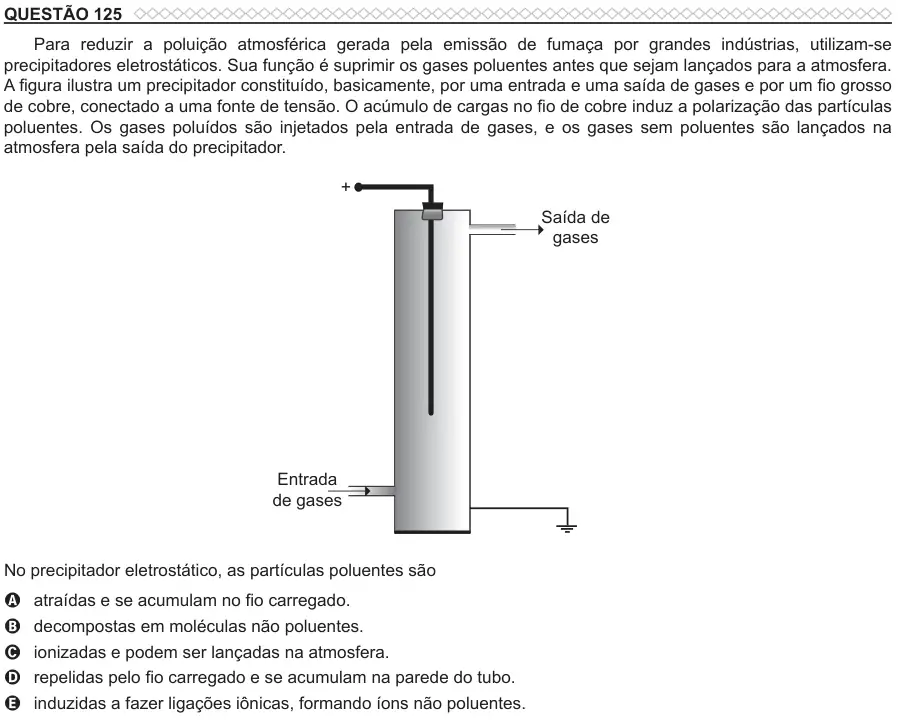 QUESTÃO 125
Para reduzir a poluição atmosférica gerada pela emissão de fumaça por grandes indústrias, utilizam-se
precipitadores eletrostáticos. Sua função é suprimir os gases poluentes antes que sejam lançados para a atmosfera.
A figura ilustra um precipitador constituído, basicamente, por uma entrada e uma saída de gases e por um fio grosso
de cobre, conectado a uma fonte de tensão. O acúmulo de cargas no fio de cobre induz a polarização das partículas
poluentes. Os gases poluídos são injetados pela entrada de gases, e os gases sem poluentes são lançados na
atmosfera pela saída do precipitador.
+
Saída de
gases
Entrada
de gases
No precipitador eletrostático, as partículas poluentes são
A atraídas e se acumulam no fio carregado.
B decompostas em moléculas não poluentes.
C ionizadas e podem ser lançadas na atmosfera.
D repelidas pelo fio carregado e se acumulam na parede do tubo.
E induzidas a fazer ligações iônicas, formando íons não poluentes.